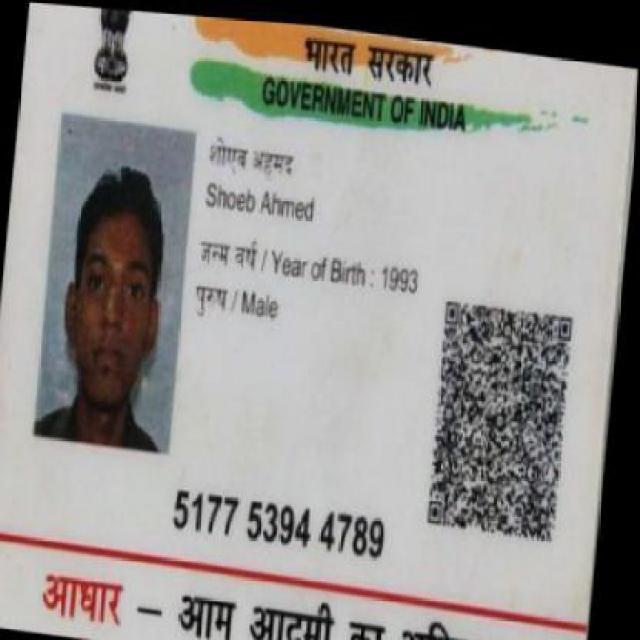 भारत सरकार
GOVERNMENT OF INDIA
शोएब अहमद
Shoeb Ahmed
जन्म वर्ष / Year of Birth : 1993
पुरुष / Male
5177 5394 4789
आधार – आम आदमी का